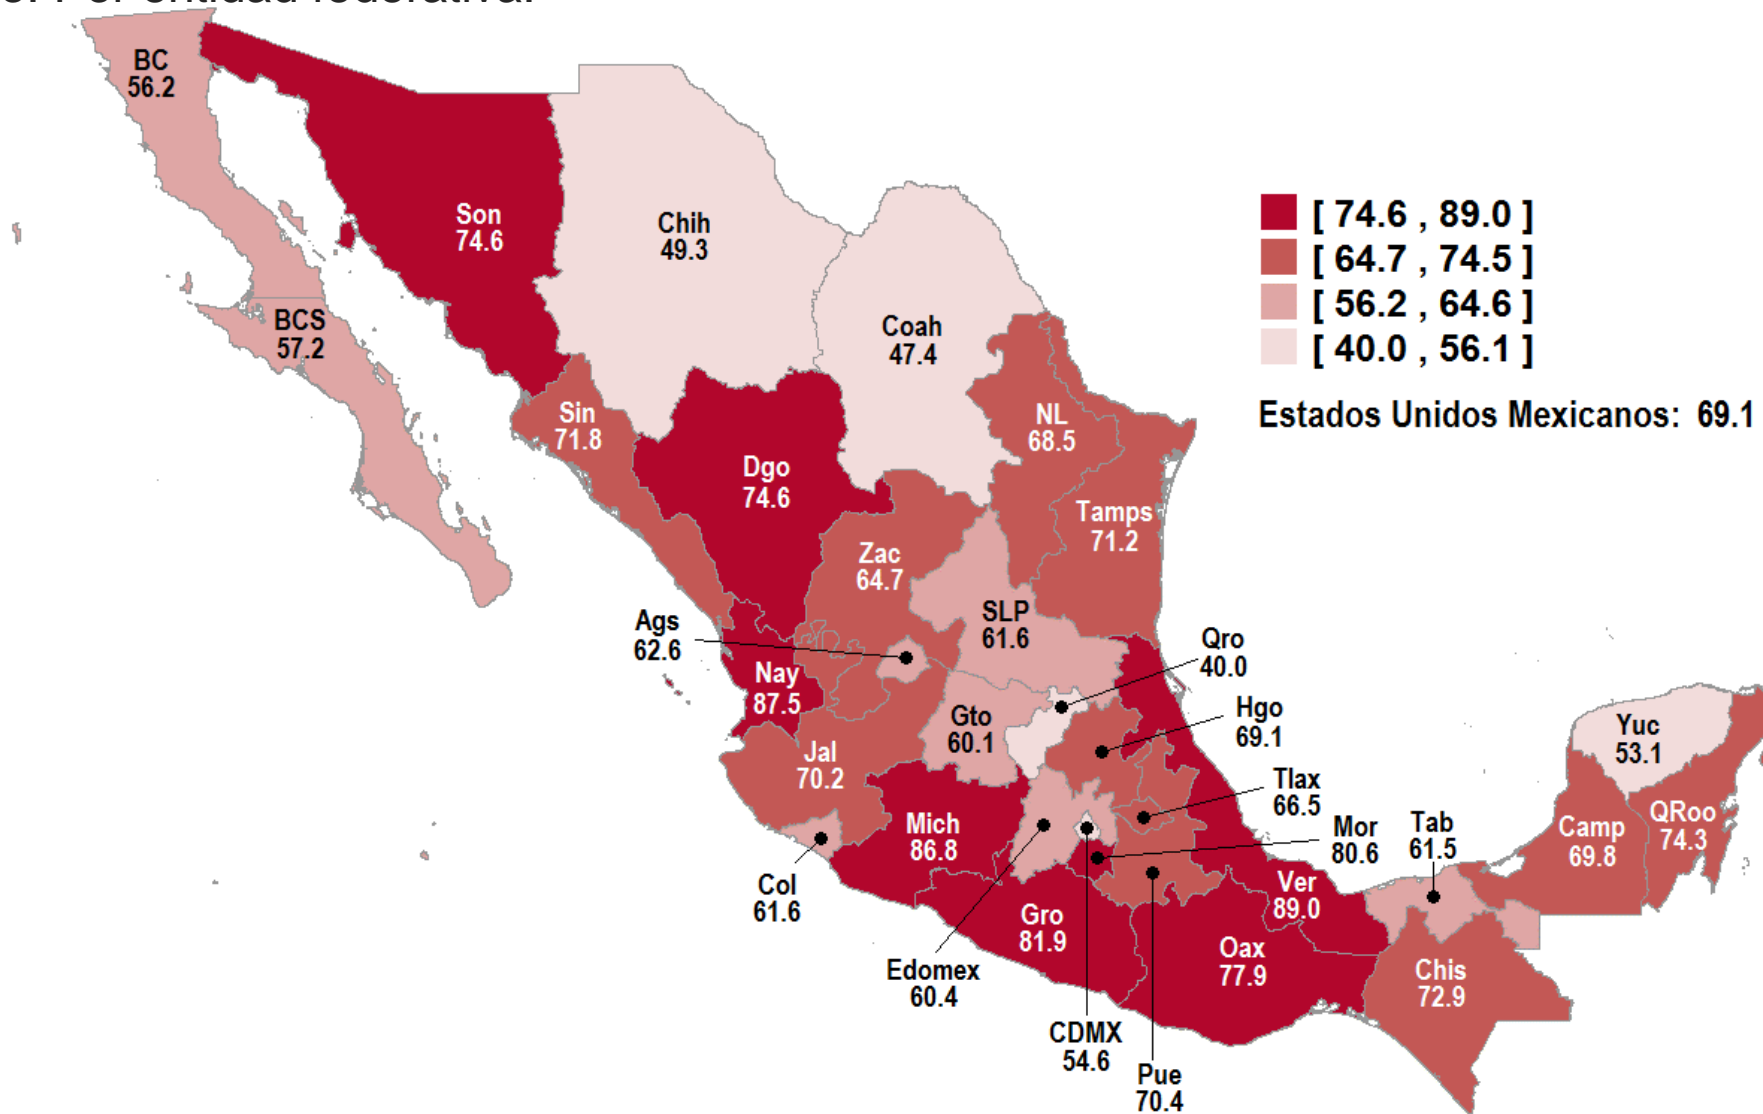 Por entidad federativa.
BC
56.2
Son
74.6
Chih
49.3
[ 74.6 , 89.0 ]
[ 64.7 , 74.5 ]
[ 56.2 , 64.6 ]
[ 40.0 , 56.1 ]
Estados Unidos Mexicanos: 69.1
BCS
57.2
Coah
47.4
Sin
71.8
NL
68.5
Dgo
74.6
Tamps
71.2
Zac
64.7
SLP
61.6
Ags
62.6
Qro
40.0
Nay
87.5
Hgo
69.1
Gto
60.1
Yuc
53.1
Jal
70.2
Tlax
66.5
QRoo
74.3
Mich
86.8
Mor
80.6
Tab
61.5
Camp
69.8
Col
61.6
Ver
89.0
Gro
81.9
Oax
77.9
Edomex
60.4
Chis
72.9
CDMX
54.6
Pue
70.4